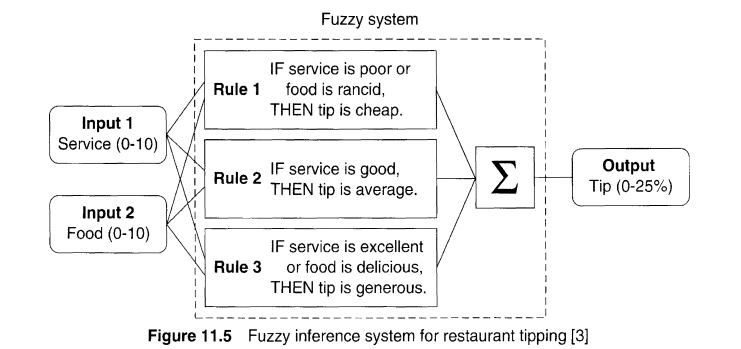 Fuzzy system
IF service is poor or
Rule 1 food is rancid,
THEN tip is cheap.
Input 1
Service (0-10)
Rule 2 IF service is good,
THEN tip is average.
Σ
Output
Tip (0-25%)
Input 2
Food (0-10)
IF service is excellent
Rule 3 or food is delicious,
THEN tip is generous.
Figure 11.5 Fuzzy inference system for restaurant tipping [3]